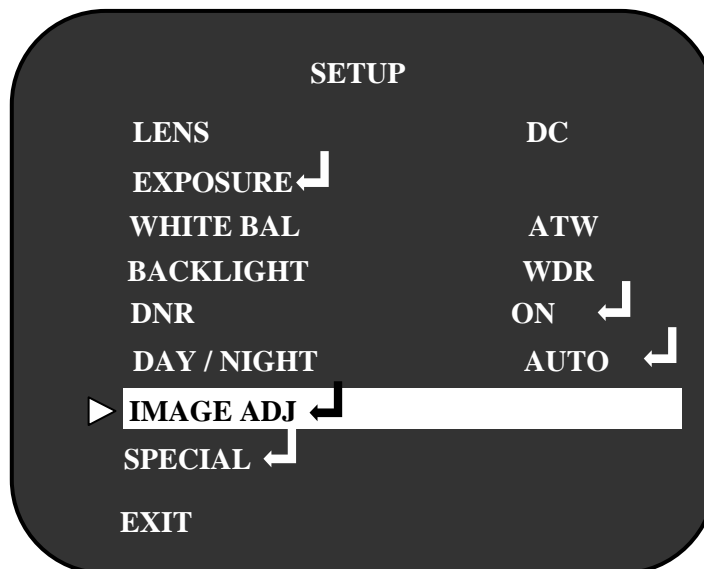 SETUP
LENS DC
EXPOSURE
WHITE BAL ATW
BACKLIGHT WDR
DNR ON
DAY / NIGHT AUTO
IMAGE ADJ
SPECIAL
EXIT